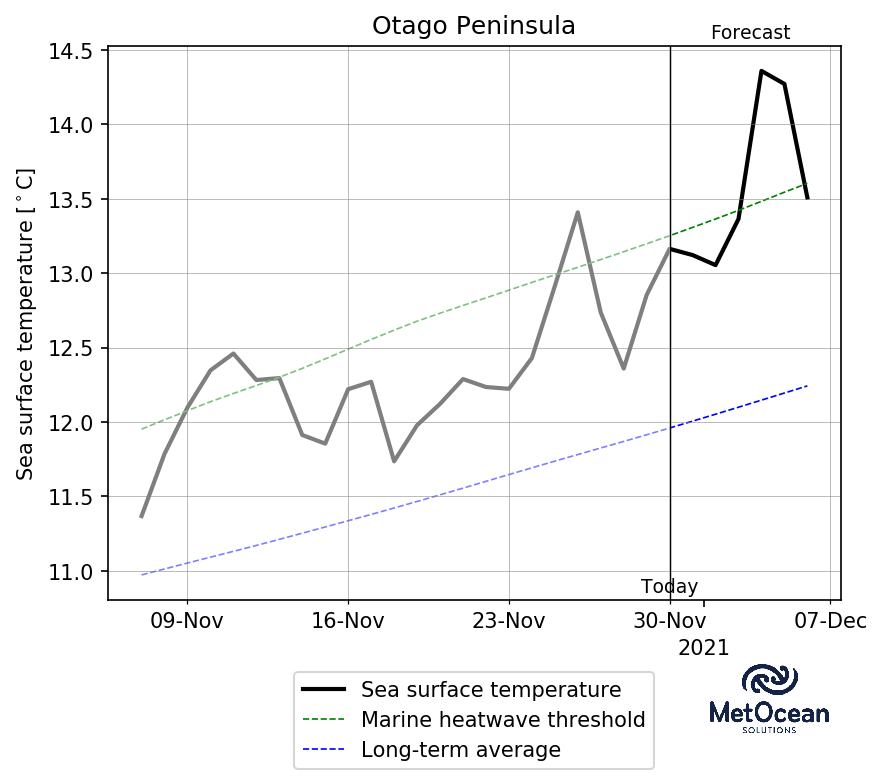 Otago Peninsula
Forecast
Sea surface temperature [°C]
14.5
14.0
13.5
13.0
12.5
12.0
11.5
11.0
Today
09-Nov 16-Nov 23-Nov 30-Nov 07-Dec
2021
Sea surface temperature
Marine heatwave threshold
Long-term average
MetOcean
SOLUTIONS